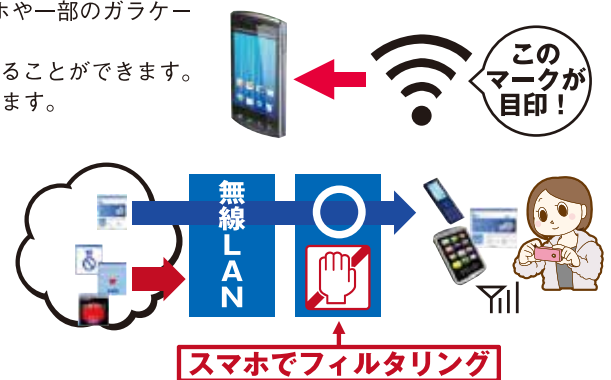 ホや一部のガラケー
ることができます。
ます。
この
マークが
目印！
無線LAN
スマホでフィルタリング